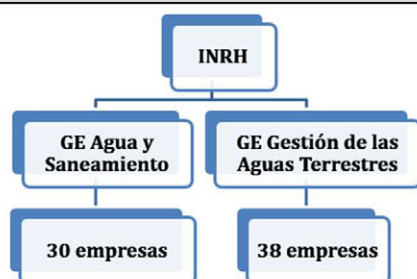 INRH
GE Agua y
Saneamiento
GE Gestión de las
Aguas Terrestres
30 empresas
38 empresas